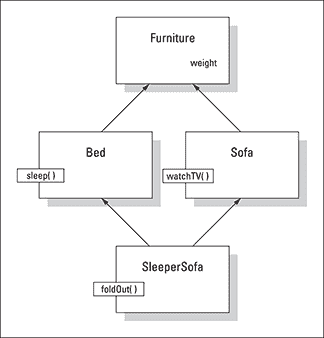 Furniture
weight
Bed
Sofa
sleep( )
watchTV( )
SleeperSofa
foldOut( )